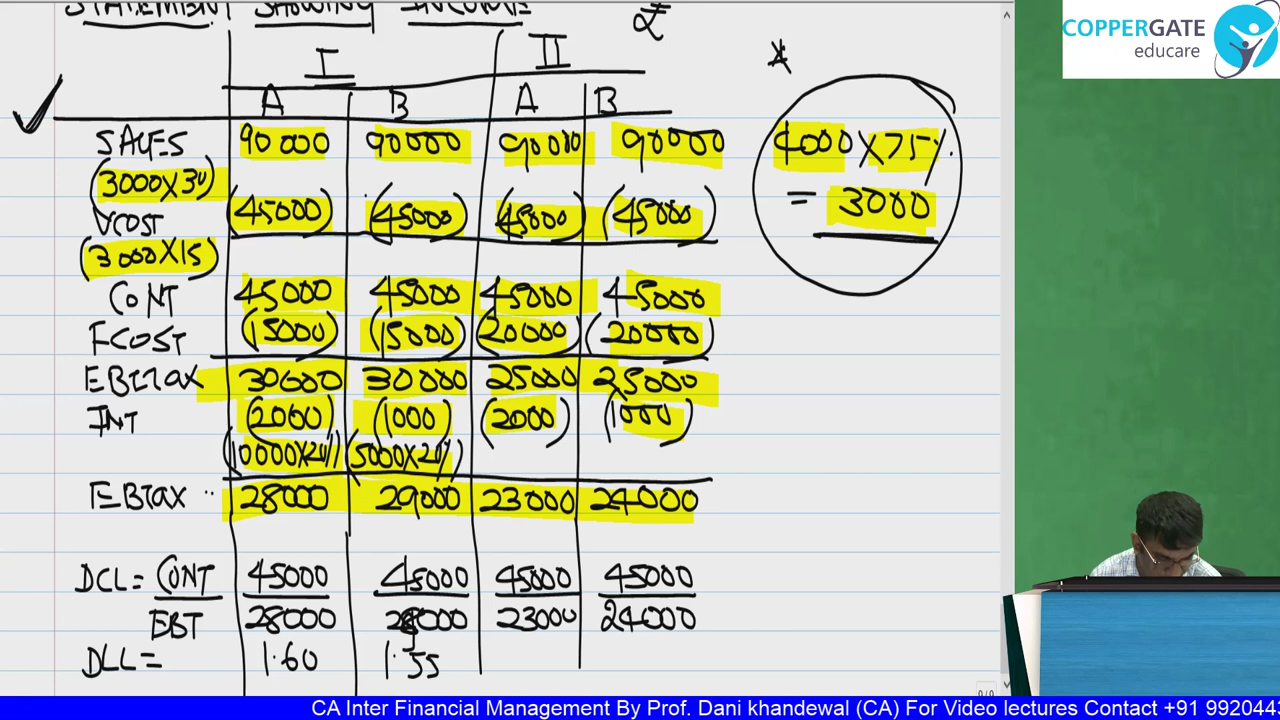 STATEMENT SHOWING INCOME ₹
COPPERGATE
educare
I II
A B A B
SALES 90000 90000 90000 90000
(3000X30)
VCOST (45000) (45000) (45000) (45000)
(3000X15)
CONT 45000 45000 45000 45000
FCOST (15000) (15000) (20000) (20000)
EBITAX 30000 30000 25000 25000
INT (2000) (1000) (2000) (1000)
(10000X20%) (5000X20%)
EBTAX 28000 29000 23000 24000
DCL = CONT 45000 45000 45000 45000
EBT 28000 29000 23000 24000
DLL = 1.60 1.55
4000X75%
= 3000
CA Inter Financial Management By Prof. Dani khandewal (CA) For Video lectures Contact +91 992044